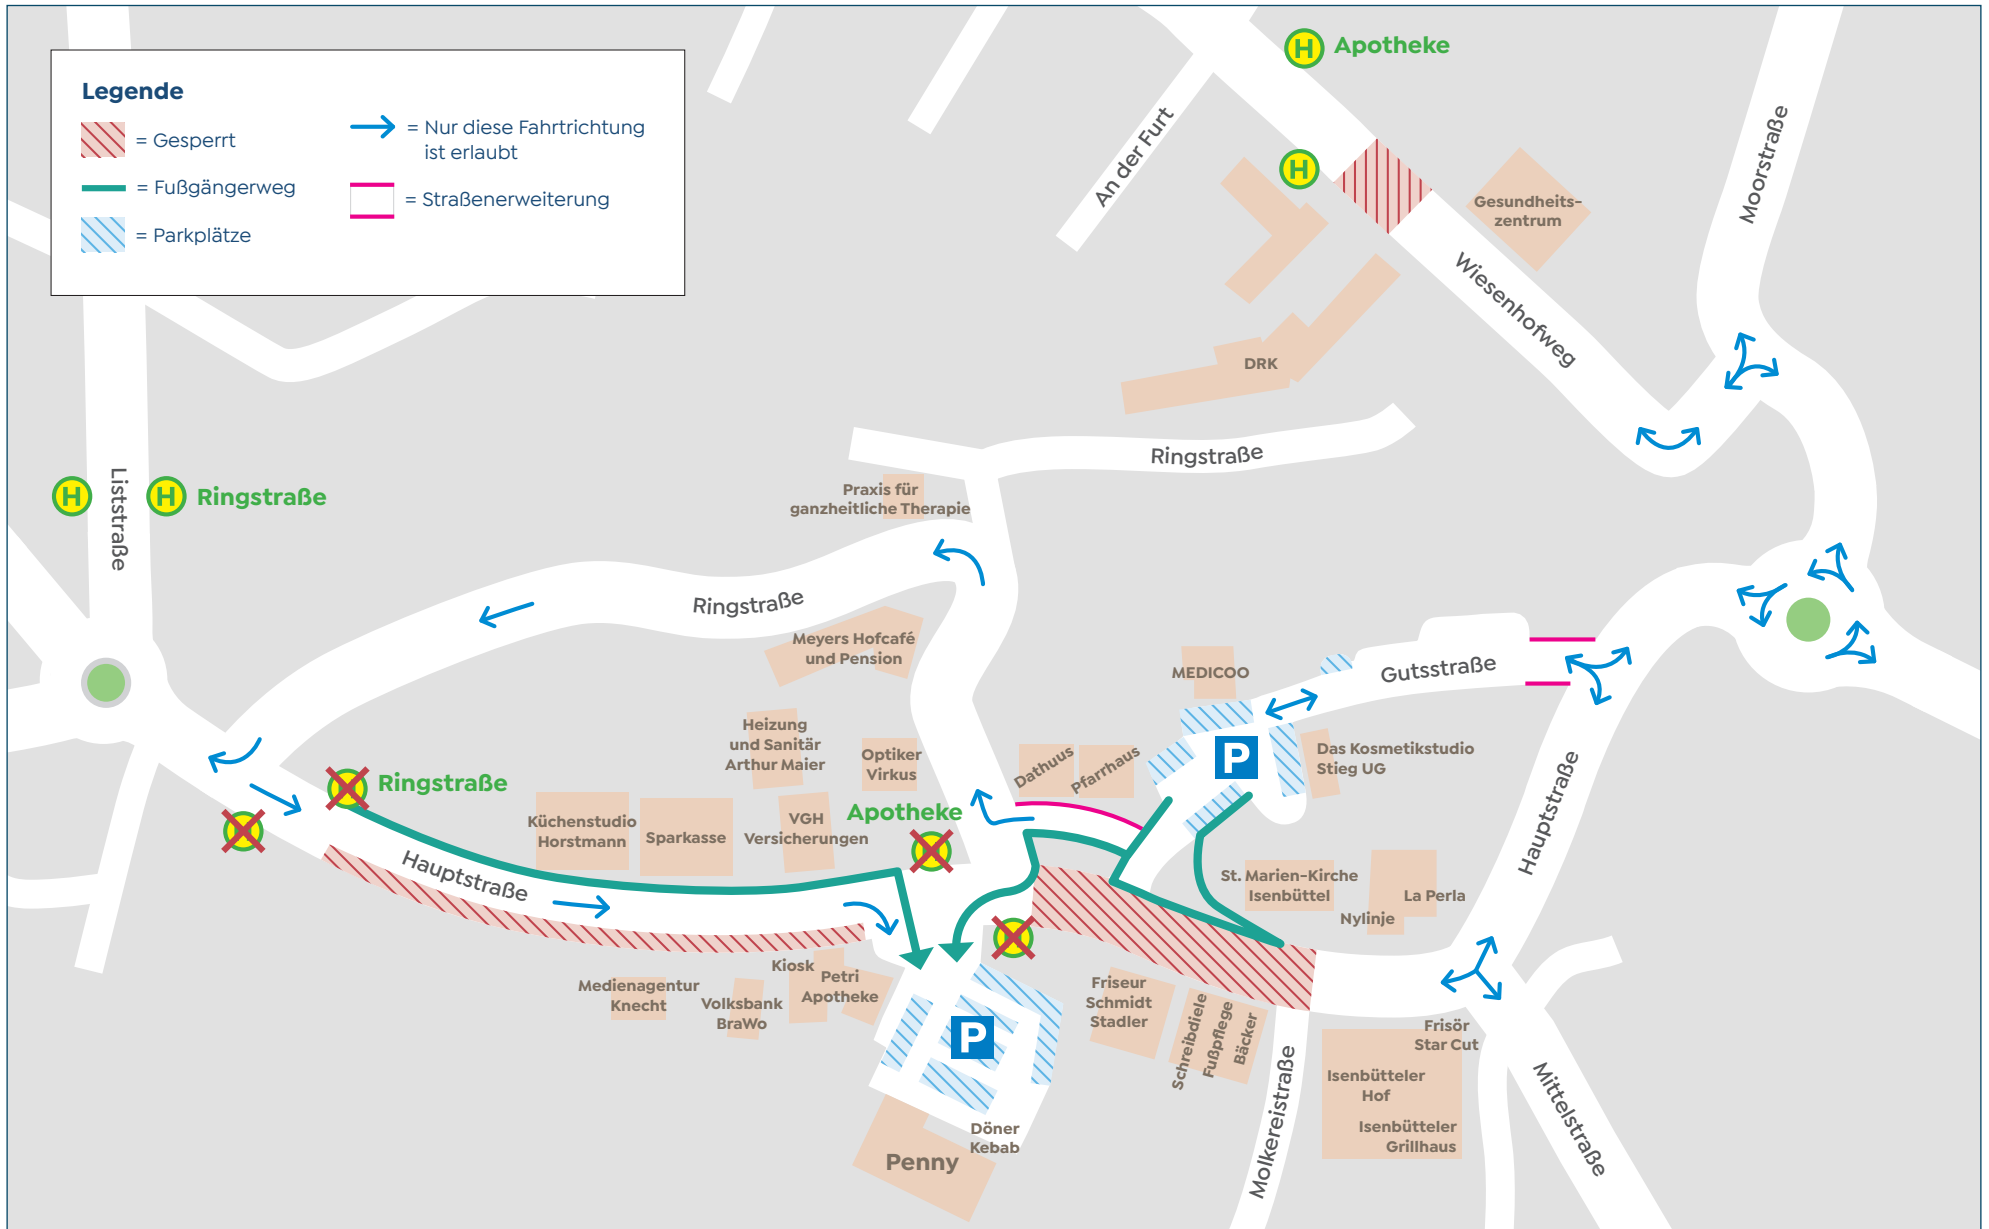 Legende
= Gesperrt
= Fußgängerweg
= Parkplätze
= Nur diese Fahrtrichtung
ist erlaubt
= Straßenerweiterung
H
Apotheke
H
An der Furt
Moorstraße
Gesundheits-
zentrum
Wiesenhofweg
DRK
Ringstraße
H
Liststraße
H
Ringstraße
Praxis für
ganzheitliche Therapie
Ringstraße
Meyers Hofcafé
und Pension
MEDICOO
Gutsstraße
Heizung
und Sanitär
Arthur Maier
Optiker
Virkus
Dathuus
Pfarrhaus
P
Das Kosmetikstudio
Stieg UG
Hauptstraße
Ringstraße
Apotheke
Küchenstudio
Horstmann
Sparkasse
VGH
Versicherungen
Hauptstraße
St. Marien-Kirche
Isenbüttel
La Perla
Nylinje
Medienagentur
Knecht
Volksbank
BraWo
Kiosk
Petri
Apotheke
P
Friseur
Schmidt
Stadler
Schreibdiele
Fußpflege
Bäcker
Molkereistraße
Frisör
Star Cut
Isenbütteler
Hof
Isenbütteler
Grillhaus
Mittelstraße
Döner
Kebab
Penny